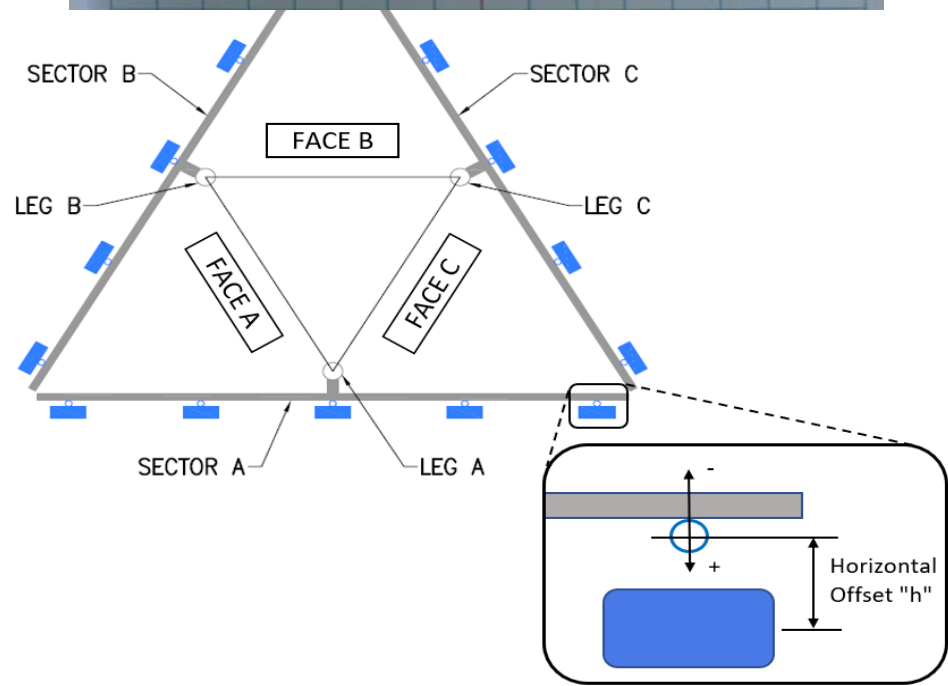 SECTOR B
SECTOR C
FACE B
LEG B
LEG C
FACE A
FACE C
SECTOR A
LEG A
-
+
Horizontal
Offset "h"